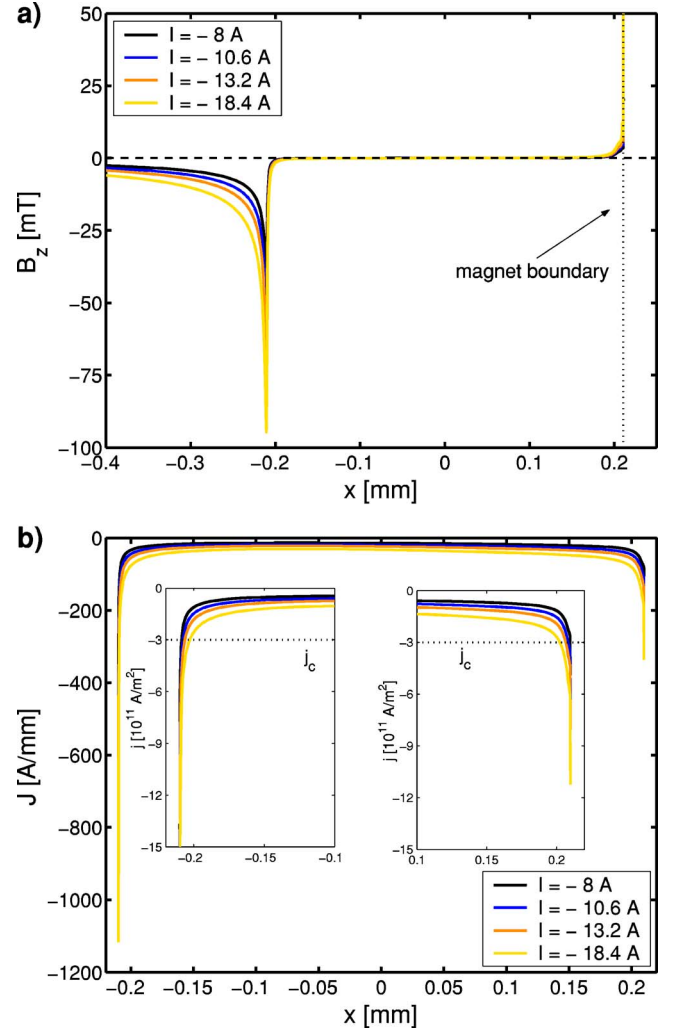 a)
50
25
0
−25
−50
−75
−100
B_z [mT]
I = − 8 A
I = − 10.6 A
I = − 13.2 A
I = − 18.4 A
magnet boundary
−0.4
−0.3
−0.2
−0.1
0
0.1
0.2
x [mm]
b)
0
−200
−400
−600
−800
−1000
−1200
J [A/mm]
0
−3
−6
−9
−12
−15
j [10^11 A/m^2]
j_c
−0.2
−0.15
−0.1
0
−3
−6
−9
−12
−15
j [10^11 A/m^2]
j_c
0.1
0.15
0.2
I = − 8 A
I = − 10.6 A
I = − 13.2 A
I = − 18.4 A
−0.2
−0.15
−0.1
−0.05
0
0.05
0.1
0.15
0.2
x [mm]